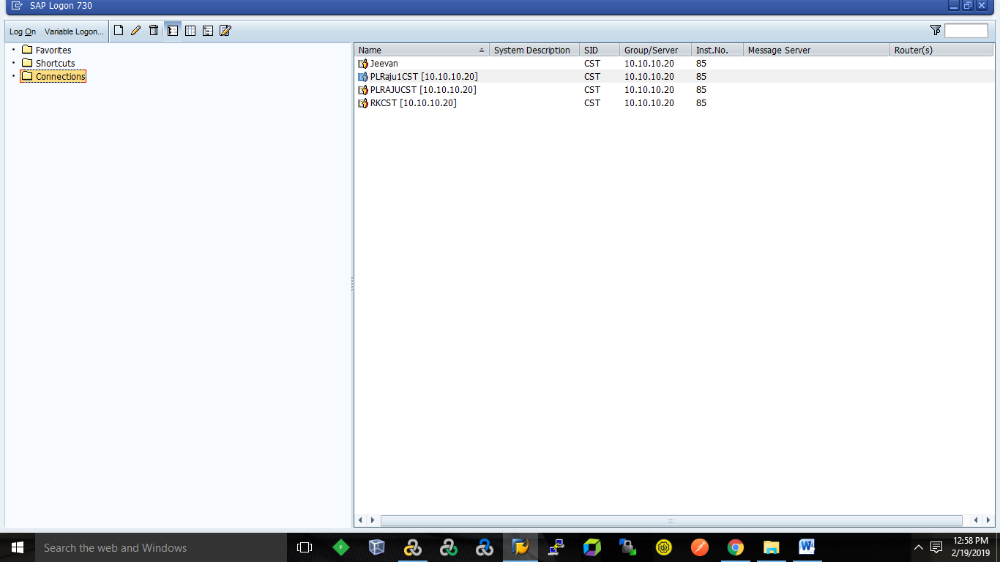 SAP Logon 730
Log On Variable Logon...
Favorites
Shortcuts
Connections
Name System Description SID Group/Server Inst.No. Message Server Router(s)
Jeevan CST 10.10.10.20 85
PLRaju1CST [10.10.10.20] CST 10.10.10.20 85
PLRAJUCST [10.10.10.20] CST 10.10.10.20 85
RKCST [10.10.10.20] CST 10.10.10.20 85
Search the web and Windows
12:58 PM
2/19/2019